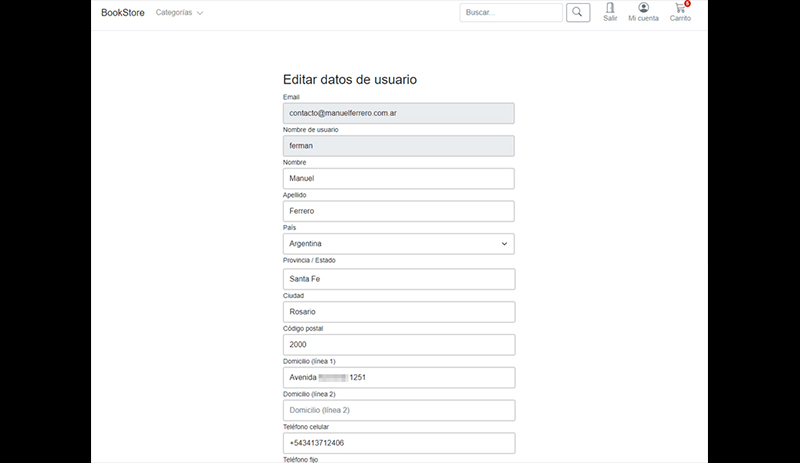 BookStore Categorías Buscar... Salir Mi cuenta Carrito 5
Editar datos de usuario
Email
contacto@manuelferrero.com.ar
Nombre de usuario
ferman
Nombre
Manuel
Apellido
Ferrero
País
Argentina
Provincia / Estado
Santa Fe
Ciudad
Rosario
Código postal
2000
Domicilio (línea 1)
Avenida 1251
Domicilio (línea 2)
Domicilio (línea 2)
Teléfono celular
+543413712406
Teléfono fijo